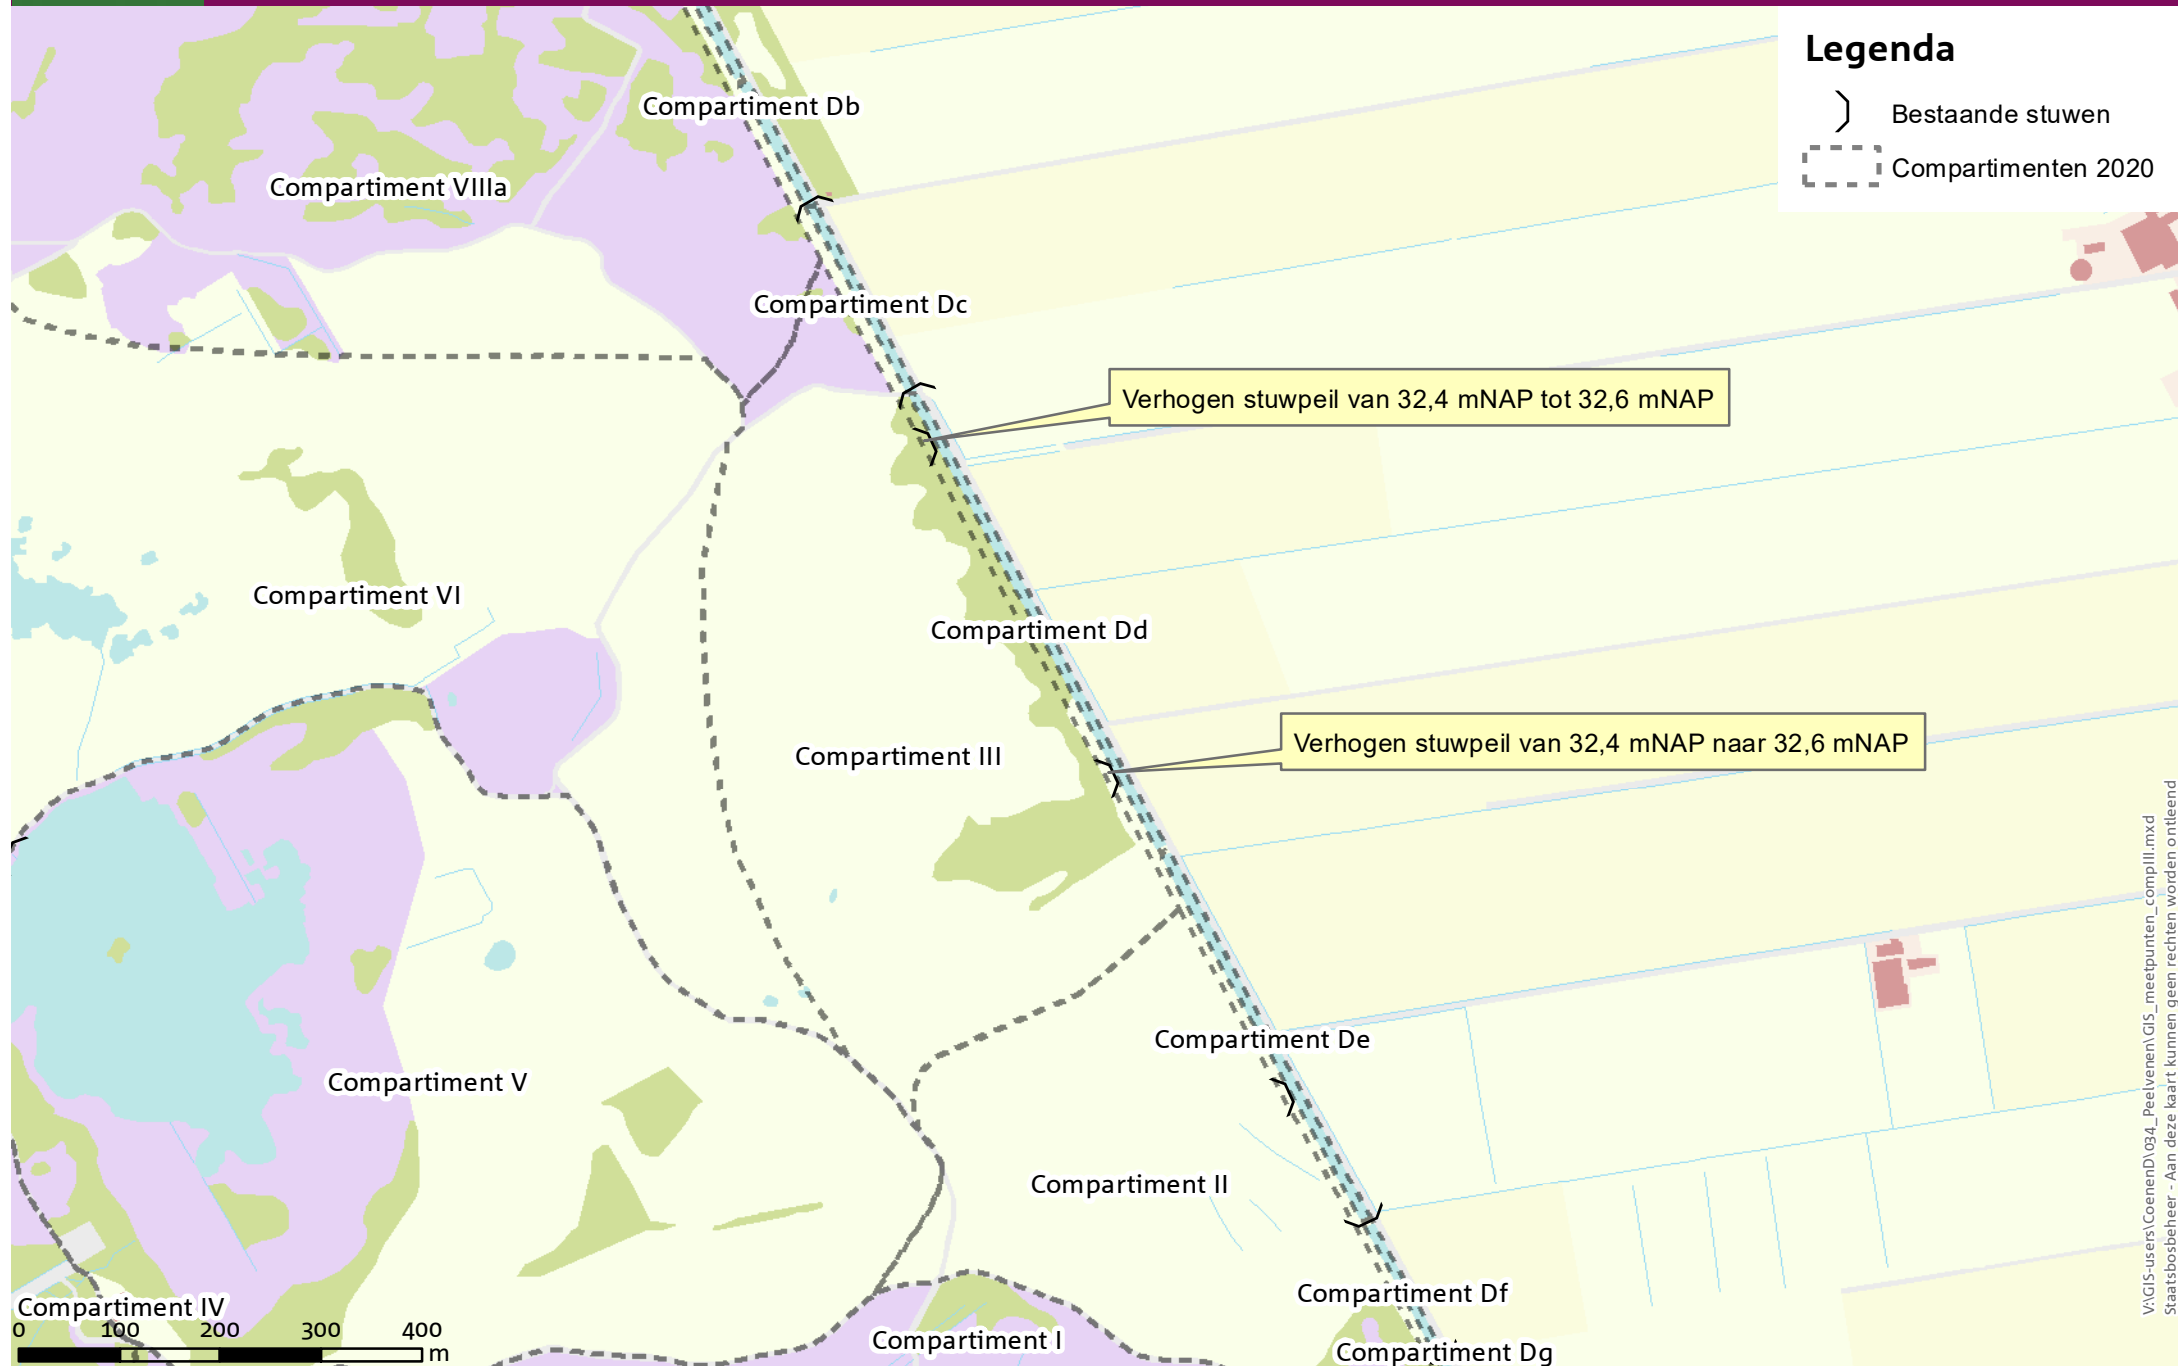 Legenda
Bestaande stuwen
Compartimenten 2020
Compartiment Db
Compartiment VIIIa
Compartiment Dc
Verhogen stuwpeil van 32,4 mNAP tot 32,6 mNAP
Compartiment VI
Compartiment Dd
Verhogen stuwpeil van 32,4 mNAP naar 32,6 mNAP
Compartiment III
Compartiment De
Compartiment V
Compartiment II
Compartiment Df
Compartiment IV
Compartiment I
Compartiment Dg
0 100 200 300 400
m
V:\GIS-users\CoenenD\034_Peelvenen\GIS_meetpunten_compIII.mxd
Staatsbosbeheer - Aan deze kaart kunnen geen rechten worden ontleend